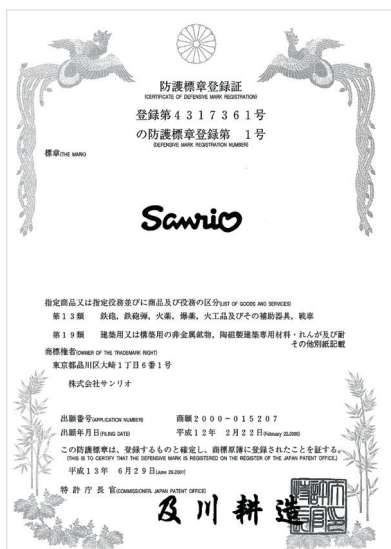 防護標章登録証
(CERTIFICATE OF DEFENSIVE MARK REGISTRATION)
登録第4317361号
の防護標章登録第 1号
(DEFENSIVE MARK REGISTRATION NUMBER)
標章(THE MARK)
Sanrio
指定商品又は指定役務並びに商品及び役務の区分(LIST OF GOODS AND SERVICES)
第13類 鉄砲，鉄砲弾，火薬，爆薬，火工品及びその補助器具，戦車
第19類 建築用又は構築用の非金属鉱物，陶磁製建築専用材料・れんが及び耐
その他別紙記載
商標権者(OWNER OF THE TRADEMARK RIGHT)
東京都品川区大崎1丁目6番1号
株式会社サンリオ
出願番号(APPLICATION NUMBER) 商願2000-015207
出願年月日(FILING DATE) 平成12年 2月22日(February 22,2000)
この防護標章は、登録するものと確定し、商標原簿に登録されたことを証する。
(THIS IS TO CERTIFY THAT THE DEFENSIVE MARK IS REGISTERED ON THE REGISTER OF THE JAPAN PATENT OFFICE.)
平成13年 6月29日(June 29,2001)
特許庁長官(COMMISSIONER, JAPAN PATENT OFFICE)
及川耕造